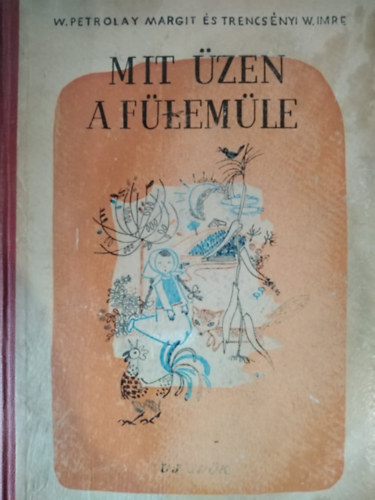 W. PETROLAY MARGIT ÉS TRENCSÉNYI W. IMRE
MIT ÜZEN
A FÜLEMÜLE